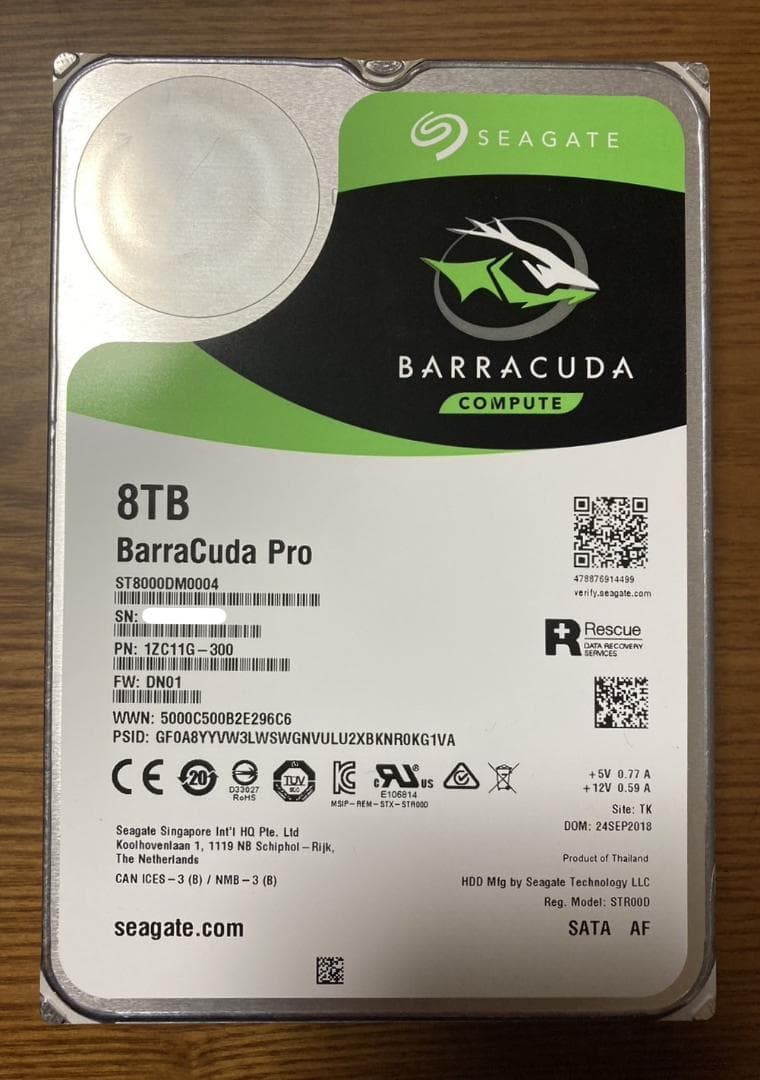 SEAGATE
BARRACUDA
COMPUTE
8TB
BarraCuda Pro
ST8000DM0004
SN:
PN: 1ZC11G-300
FW: DN01
WWN: 5000C500B2E296C6
PSID: GF0A8YYVW3LWSWGNVULU2XBKNR0KG1VA
478876914499
verify.seagate.com
Rescue
DATA RECOVERY
SERVICES
CE
20
D33027
RoHS
TUV
MSIP-REM-STX-STR00D
c RU US
E106814
+5V 0.77 A
+12V 0.59 A
Site: TK
DOM: 24SEP2018
Seagate Singapore Int'l HQ Pte. Ltd
Koolhovenlaan 1, 1119 NB Schiphol-Rijk,
The Netherlands
CAN ICES-3 (B) / NMB-3 (B)
Product of Thailand
HDD Mfg by Seagate Technology LLC
Reg. Model: STR00D
seagate.com
SATA AF